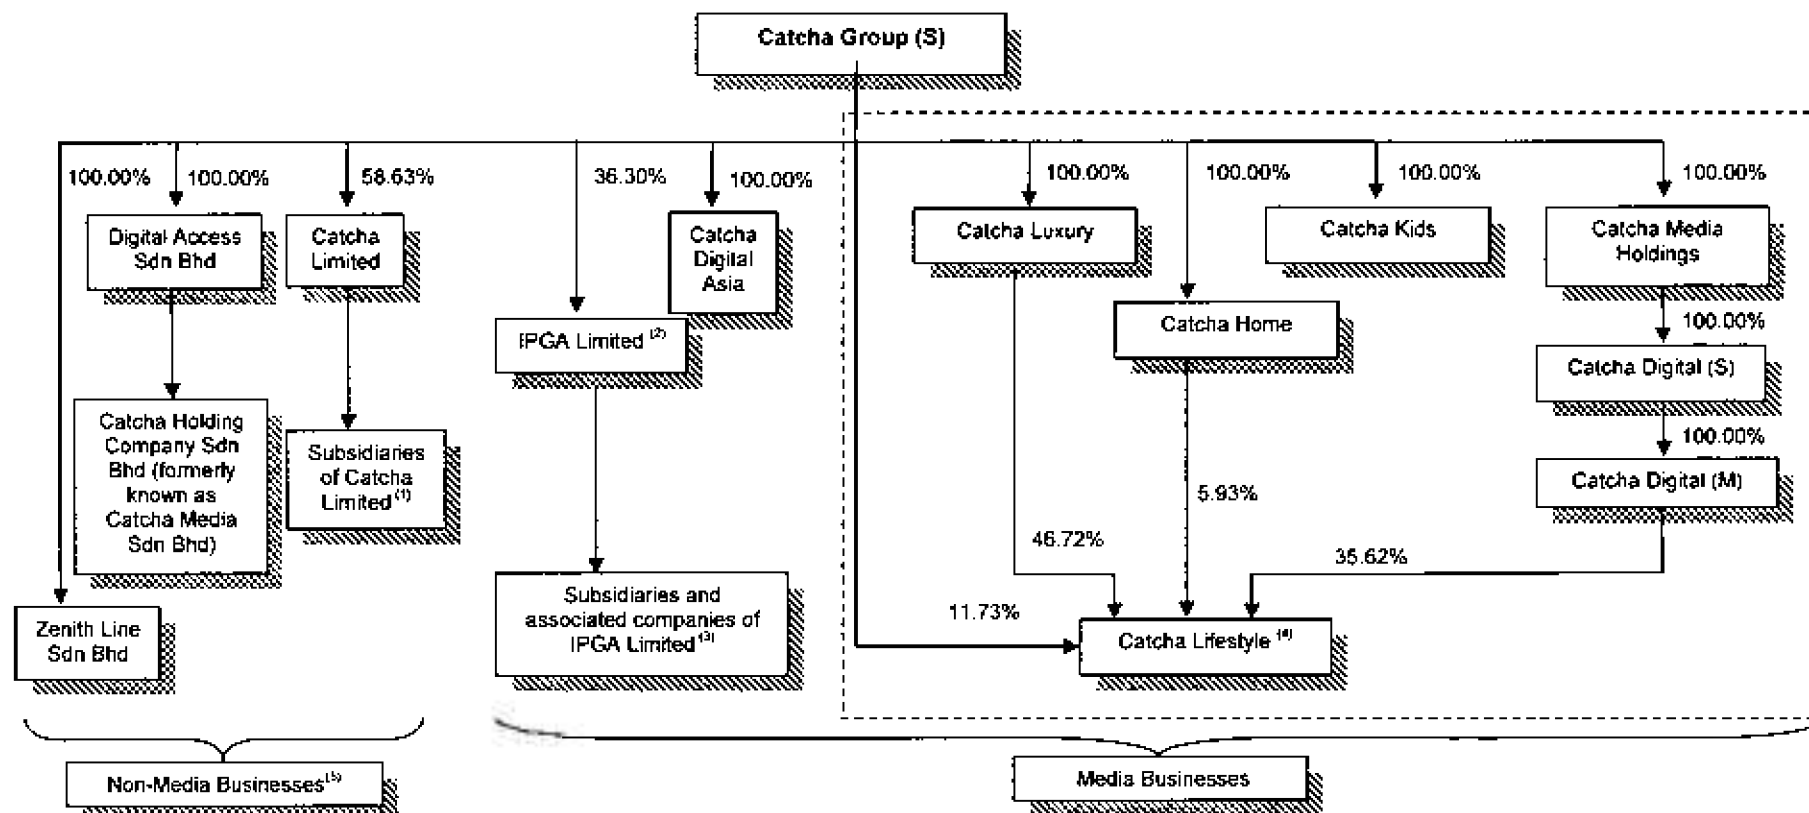 Catcha Group (S)
100.00%
100.00%
58.63%
36.30%
100.00%
100.00%
100.00%
100.00%
100.00%
Digital Access
Sdn Bhd
Catcha
Limited
Catcha
Digital
Asia
Catcha Luxury
Catcha Kids
Catcha Media
Holdings
IPGA Limited (2)
Catcha Home
100.00%
Catcha Digital (S)
100.00%
Catcha Digital (M)
Catcha Holding
Company Sdn
Bhd (formerly
known as
Catcha Media
Sdn Bhd)
Subsidiaries
of Catcha
Limited (1)
5.93%
46.72%
35.62%
Zenith Line
Sdn Bhd
Subsidiaries and
associated companies of
IPGA Limited (3)
11.73%
Catcha Lifestyle (4)
Non-Media Businesses (5)
Media Businesses